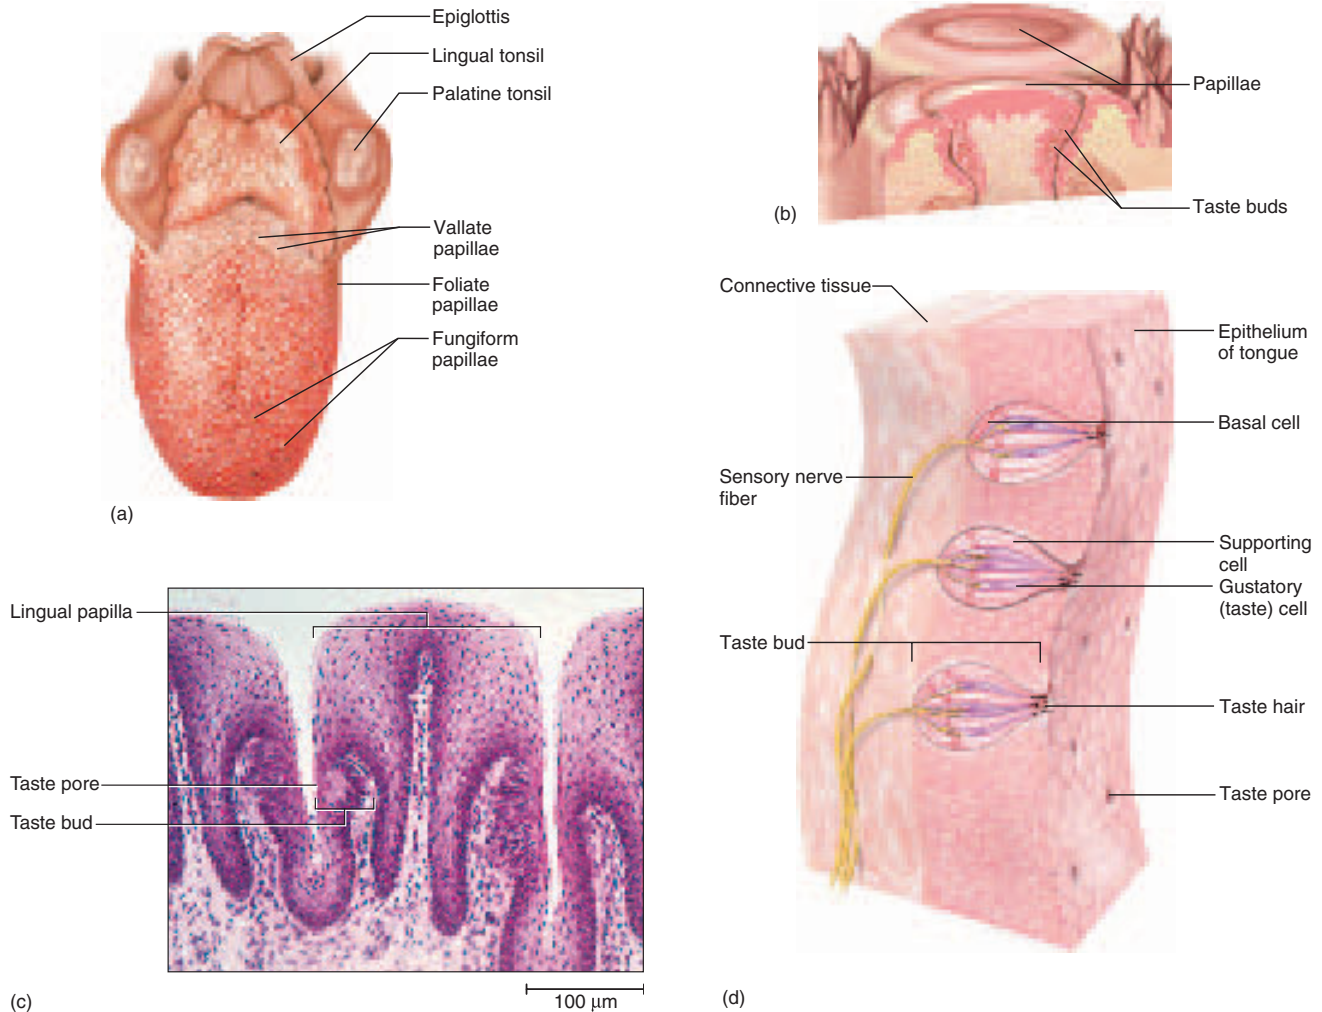 Epiglottis
Lingual tonsil
Palatine tonsil
Vallate
papillae
Foliate
papillae
Fungiform
papillae
(a)
Papillae
Taste buds
(b)
Lingual papilla
Taste pore
Taste bud
100 μm
(c)
Connective tissue
Epithelium
of tongue
Basal cell
Sensory nerve
fiber
Supporting
cell
Gustatory
(taste) cell
Taste bud
Taste hair
Taste pore
(d)